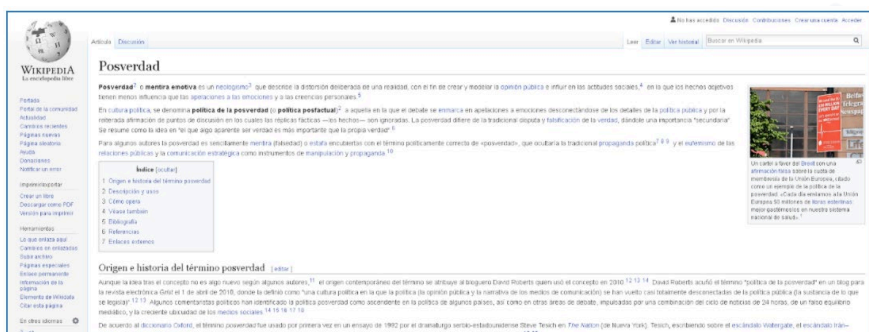 No has accedido Discusión Contribuciones Crear una cuenta Acceder
Artículo Discusión
Leer Editar Ver historial Buscar en Wikipedia
WIKIPEDIA
La enciclopedia libre
Posverdad
Posverdad o mentira emotiva es un neologismo que describe la distorsión deliberada de una realidad, con el fin de crear y modelar la opinión pública e influir en las actitudes sociales, en la que los hechos objetivos
tienen menos influencia que las apelaciones a las emociones y a las creencias personales.
En cultura política, se denomina política de la posverdad (o política posfactual) a aquella en la que el debate se enmarca en apelaciones a emociones desconectándose de los detalles de la política pública y por la
reiterada afirmación de puntos de discusión en los cuales las réplicas fácticas —los hechos— son ignoradas. La posverdad difiere de la tradicional disputa y falsificación de la verdad, dándole una importancia "secundaria".
Se resume como la idea en "el que algo aparente ser verdad es más importante que la propia verdad".
Para algunos autores la posverdad es sencillamente mentira (falsedad) o estafa encubiertas con el término políticamente correcto de «posverdad», que ocultaría la tradicional propaganda política y el eufemismo de las
relaciones públicas y la comunicación estratégica como instrumentos de manipulación y propaganda.
Portada
Portal de la comunidad
Actualidad
Cambios recientes
Páginas nuevas
Página aleatoria
Ayuda
Donaciones
Notificar un error
Imprimir/exportar
Crear un libro
Descargar como PDF
Versión para imprimir
Herramientas
Lo que enlaza aquí
Cambios en enlazadas
Subir archivo
Páginas especiales
Enlace permanente
Información de la
página
Elemento de Wikidata
Citar esta página
En otros idiomas
Índice [ocultar]
1 Origen e historia del término posverdad
2 Descripción y usos
3 Cómo opera
4 Véase también
5 Bibliografía
6 Referencias
7 Enlaces externos
Un cartel a favor del Brexit con una
afirmación falsa sobre la cuota de
membresía de la Unión Europea, citado
como un ejemplo de la política de la
posverdad: «Cada día enviamos a la Unión
Europea 50 millones de libras esterlinas
mejor gastémoslos en nuestro sistema
nacional de salud».
Origen e historia del término posverdad [editar]
Aunque la idea tras el concepto no es algo nuevo según algunos autores, el origen contemporáneo del término se atribuye al bloguero David Roberts quien usó el concepto en 2010 David Roberts acuñó el término "política de la posverdad" en un blog para
la revista electrónica Grist el 1 de abril de 2010, donde la definió como "una cultura política en la que la política (la opinión pública y la narrativa de los medios de comunicación) se han vuelto casi totalmente desconectadas de la política pública (la sustancia de lo que
se legisla)" Algunos comentaristas políticos han identificado la política posverdad como ascendente en la política de algunos países, así como en otras áreas de debate, impulsadas por una combinación del ciclo de noticias de 24 horas, de un falso equilibrio
mediático, y la creciente ubicuidad de los medios sociales.
De acuerdo al diccionario Oxford, el término posverdad fue usado por primera vez en un ensayo de 1992 por el dramaturgo serbio-estadounidense Steve Tesich en The Nation (de Nueva York). Tesich, escribiendo sobre el escándalo Watergate, el escándalo Irán-